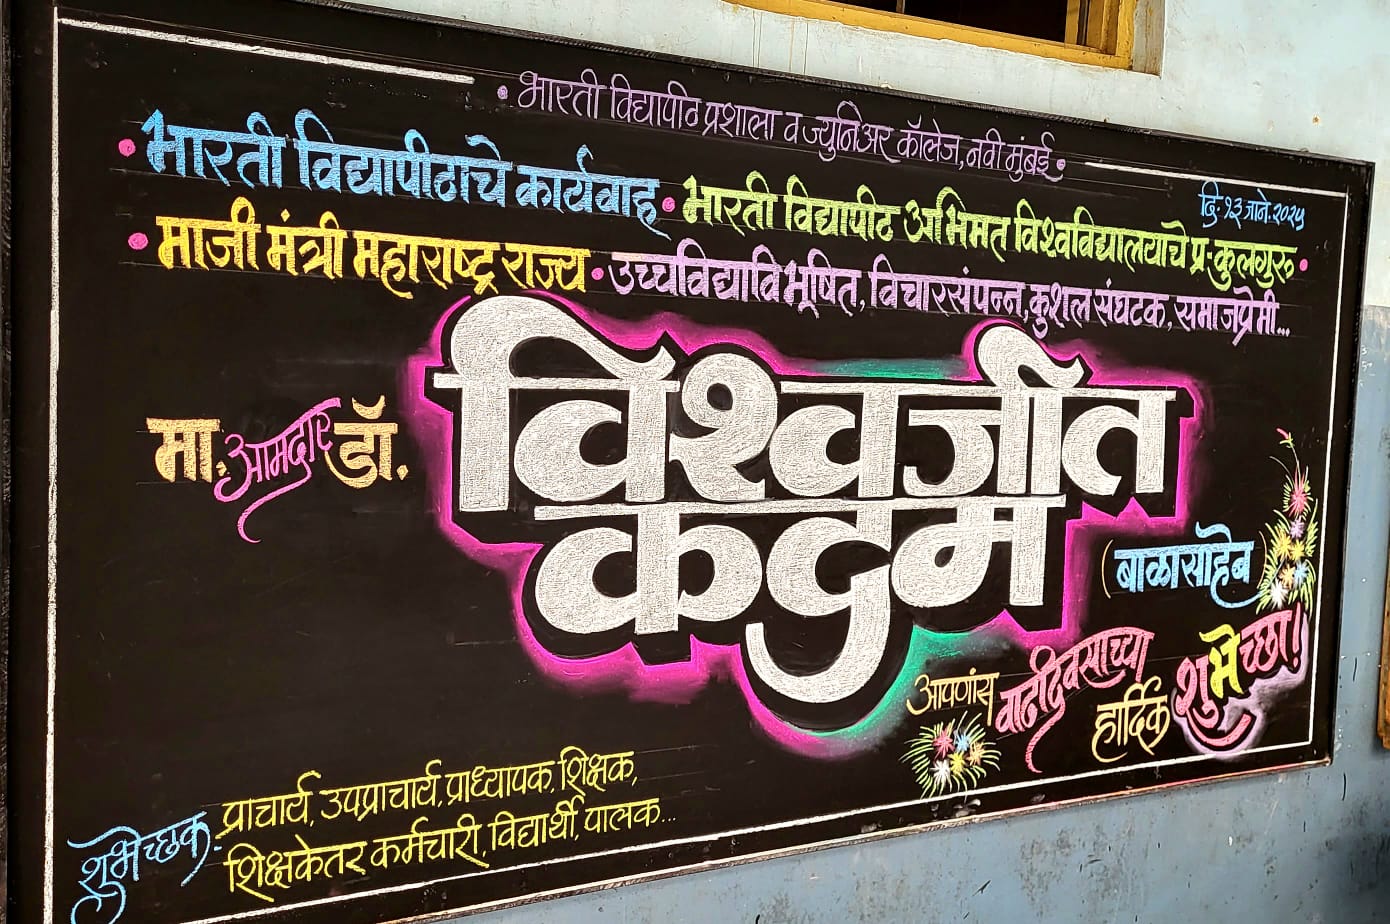 • भारती विद्यापीठ प्रशाला व ज्युनिअर कॉलेज, नवी मुंबई •
दि. १३ जाने. २०२५
• भारती विद्यापीठाचे कार्यवाह • भारती विद्यापीठ अभिमत् विश्वविद्यालयाचे प्र-कुलगुरू •
• माजी मंत्री महाराष्ट्र राज्य • उच्चविद्याविभूषित, विचारसंपन्न, कुशल संघटक, समाजप्रेमी...
मा. आमदार डॉ.
विश्वजीत
कदम
(बाळासाहेब)
आपणांस वाढदिवसाच्या
हार्दिक शुभेच्छा!
शुभेच्छुक - प्राचार्य, उपप्राचार्य, प्राध्यापक, शिक्षक,
शिक्षकेतर कर्मचारी, विद्यार्थी, पालक...